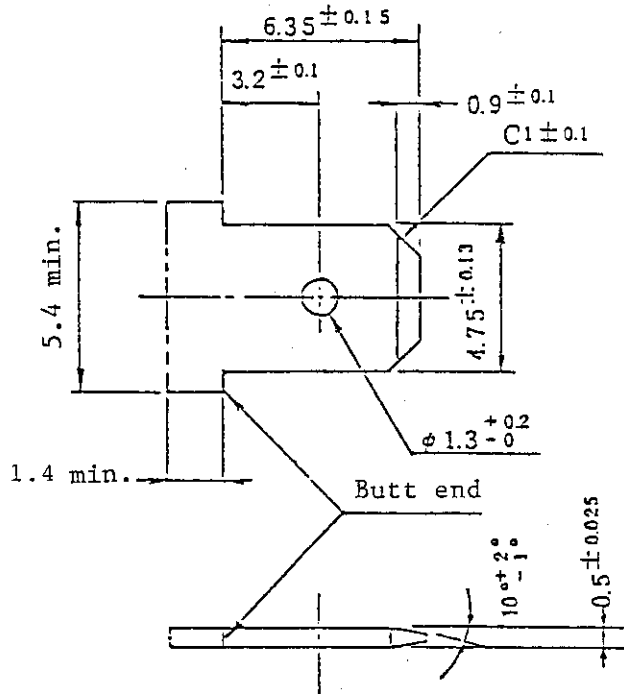 6.35 ± 0.15
3.2 ± 0.1
0.9 ± 0.1
C1 ± 0.1
5.4 min.
4.75 ± 0.13
φ 1.3 +0.2 -0
1.4 min.
Butt end
10° +2° -1°
0.5 ± 0.025